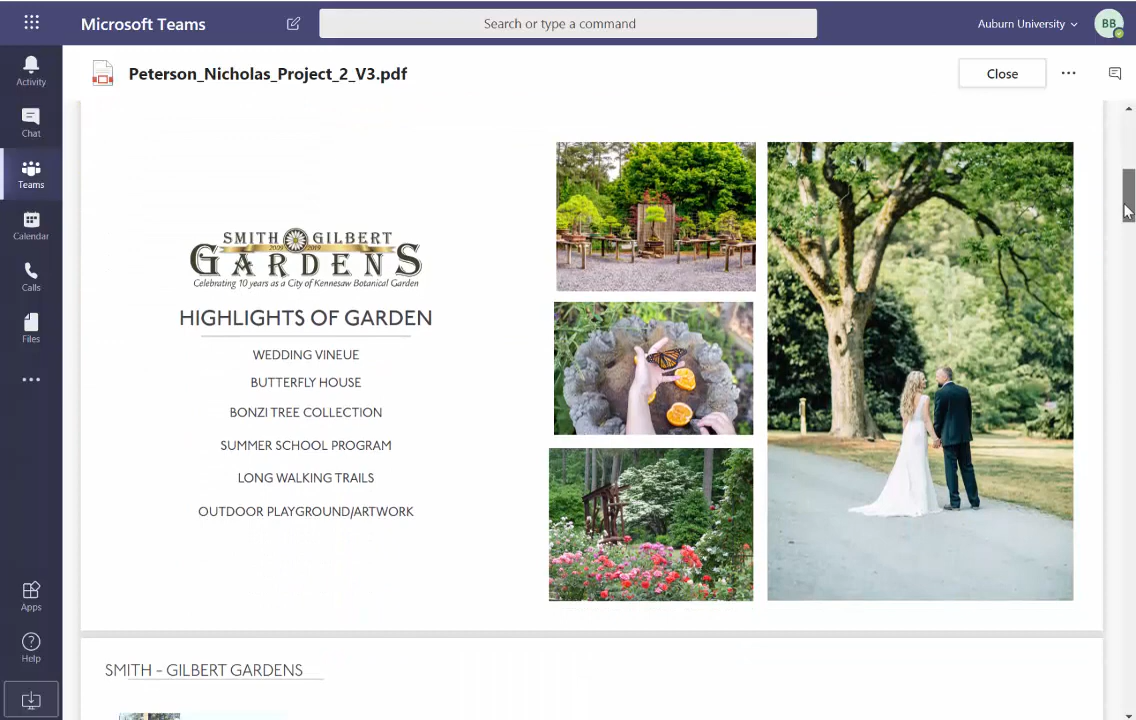 Microsoft Teams
Search or type a command
Auburn University
BB
Activity
Chat
Teams
Calendar
Calls
Files
Apps
Help
Peterson_Nicholas_Project_2_V3.pdf
Close
SMITH GILBERT
2009 2019
GARDENS
Celebrating 10 years as a City of Kennesaw Botanical Garden
HIGHLIGHTS OF GARDEN
WEDDING VINEUE
BUTTERFLY HOUSE
BONZI TREE COLLECTION
SUMMER SCHOOL PROGRAM
LONG WALKING TRAILS
OUTDOOR PLAYGROUND/ARTWORK
SMITH - GILBERT GARDENS